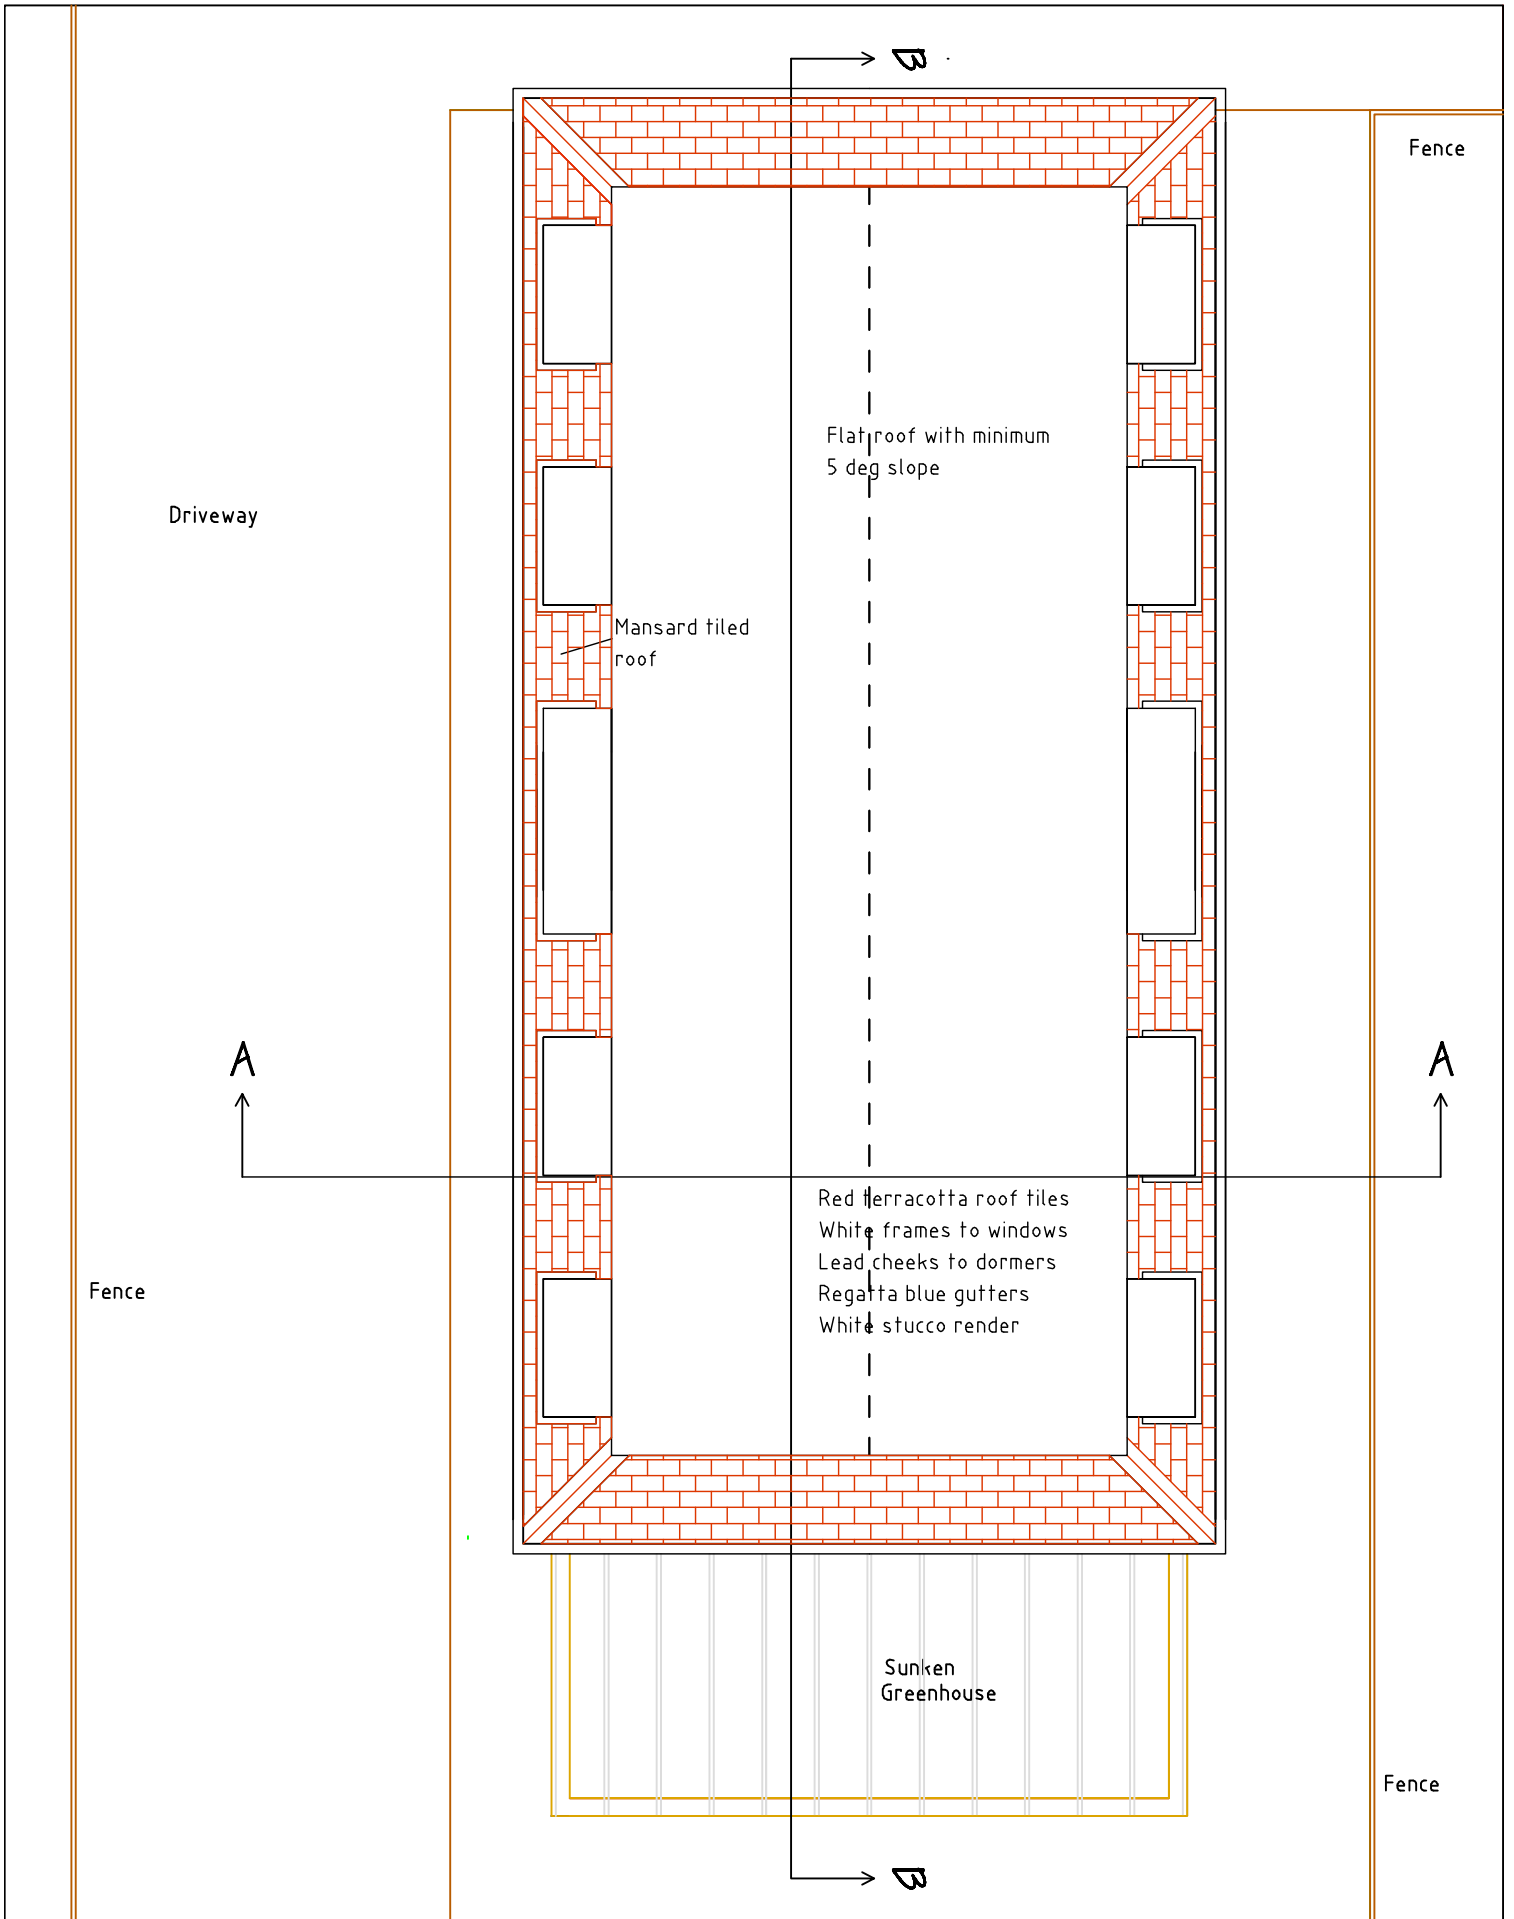 B
Fence
Flat roof with minimum
5 deg slope
Driveway
Mansard tiled
roof
A
A
Red terracotta roof tiles
White frames to windows
Lead cheeks to dormers
Regatta blue gutters
White stucco render
Fence
Sunken
Greenhouse
Fence
B